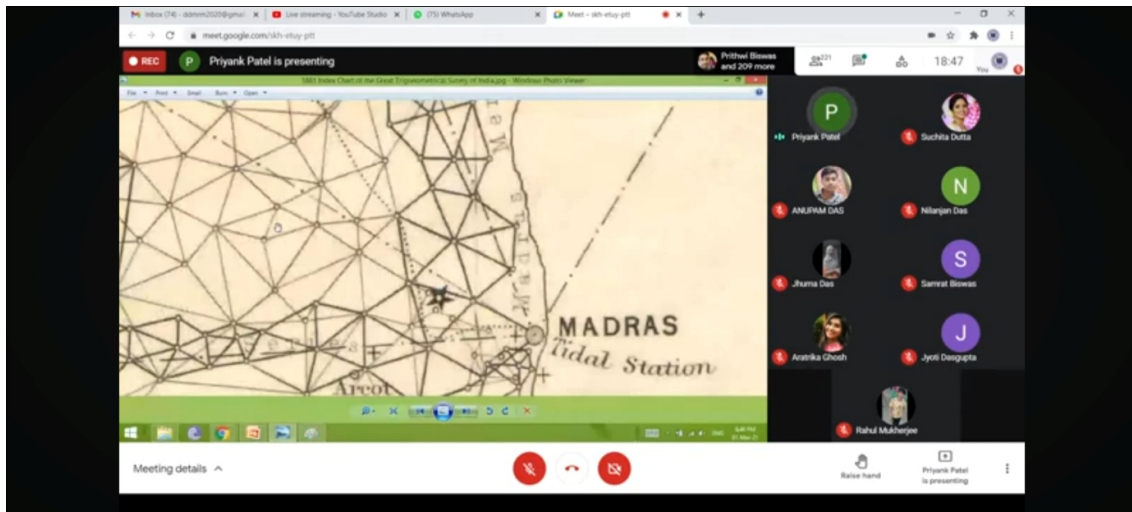 Inbox (74) - ddmrm2020@gmai
Live streaming - YouTube Studio
(75) WhatsApp
Meet – skh-etuy-ptt
meet.google.com/skh-etuy-ptt
REC
P
Priyank Patel is presenting
Prithwi Biswas
and 209 more
221
18:47
You
1881 Index Chart of the Great Trigonometrical Survey of India.jpg - Windows Photo Viewer
File
Print
Email
Burn
Open
MADRAS
Tidal Station
Arcot
P
Priyank Patel
Suchita Dutta
ANUPAM DAS
N
Nilanjan Das
Jhuma Das
S
Samrat Biswas
Aratrika Ghosh
J
Jyoti Dasgupta
Rahul Mukherjee
Meeting details
Raise hand
Priyank Patel
is presenting